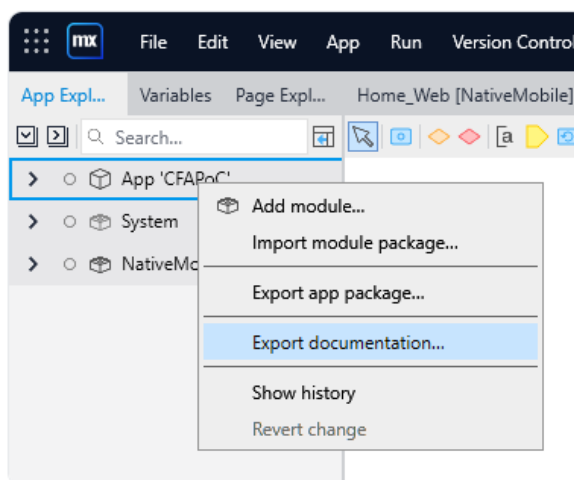 mx File Edit View App Run Version Control
App Expl... Variables Page Expl... Home_Web [NativeMobile]
Search... a
App 'CFAPoC'
System
NativeMo
Add module...
Import module package...
Export app package...
Export documentation...
Show history
Revert change